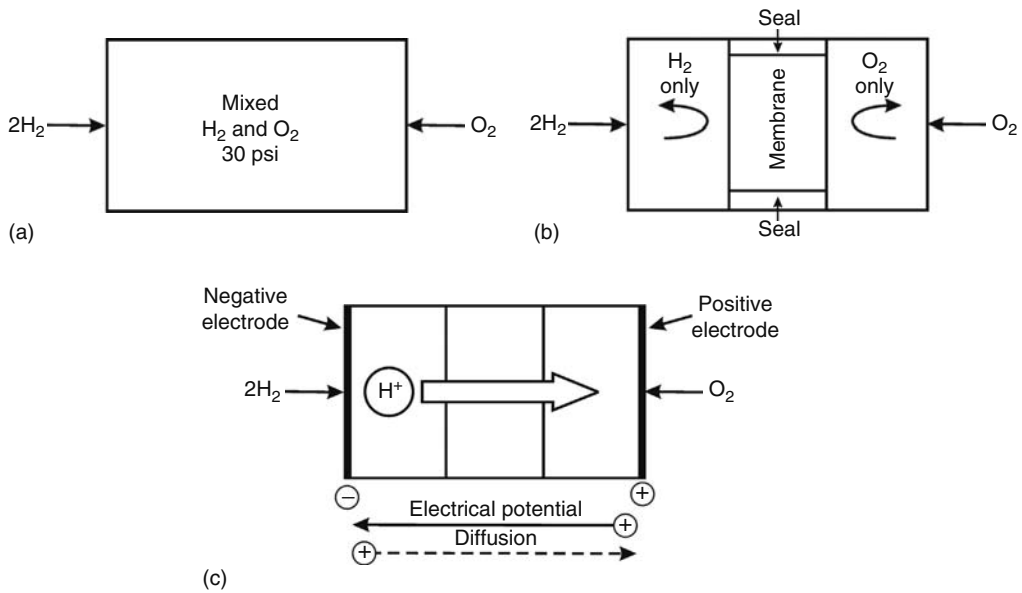 2H₂
Mixed
H₂ and O₂
30 psi
O₂
(a)
Seal
2H₂
H₂
only
Membrane
O₂
only
O₂
Seal
(b)
Negative
electrode
Positive
electrode
2H₂
H⁺
O₂
−
+
Electrical potential
+
Diffusion
+
(c)